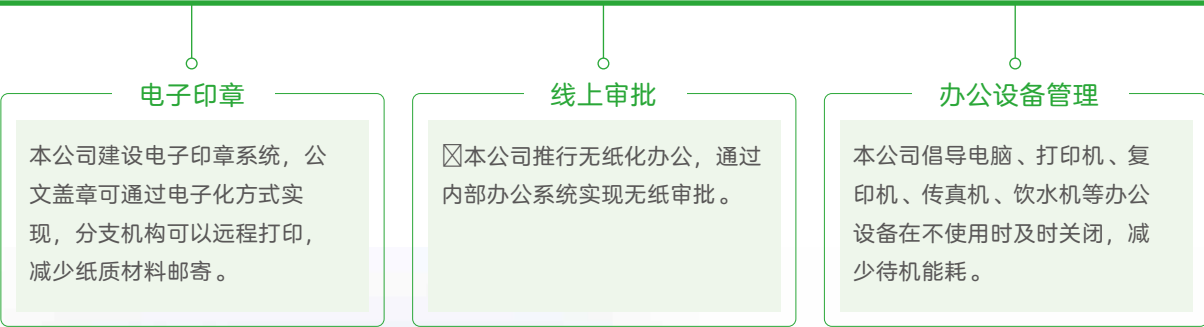 电子印章
本公司建设电子印章系统，公
文盖章可通过电子化方式实
现，分支机构可以远程打印，
减少纸质材料邮寄。
线上审批
本公司推行无纸化办公，通过
内部办公系统实现无纸审批。
办公设备管理
本公司倡导电脑、打印机、复
印机、传真机、饮水机等办公
设备在不使用时及时关闭，减
少待机能耗。